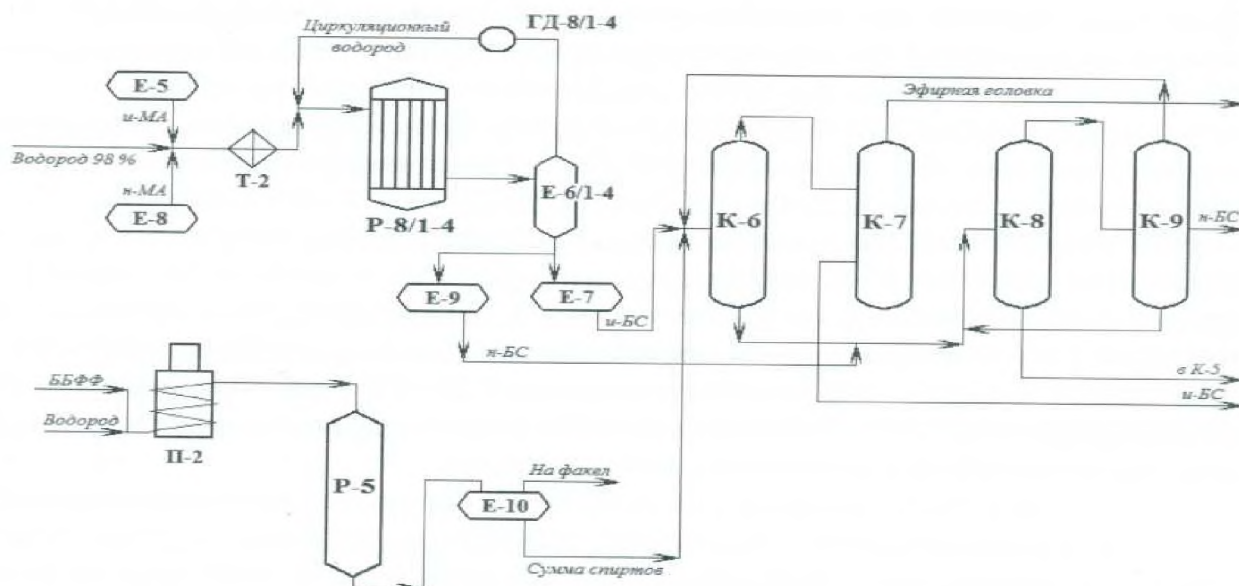 Циркуляционный
водород
ГД-8/1-4
Е-5
и-МА
Водород 98 %
н-МА
Е-8
Т-2
Р-8/1-4
Е-6/1-4
Е-9
Е-7
и-БС
н-БС
Эфирная головка
К-6
К-7
К-8
К-9
н-БС
в К-5
и-БС
ББФФ
Водород
П-2
Р-5
На факел
Е-10
Сумма спиртов